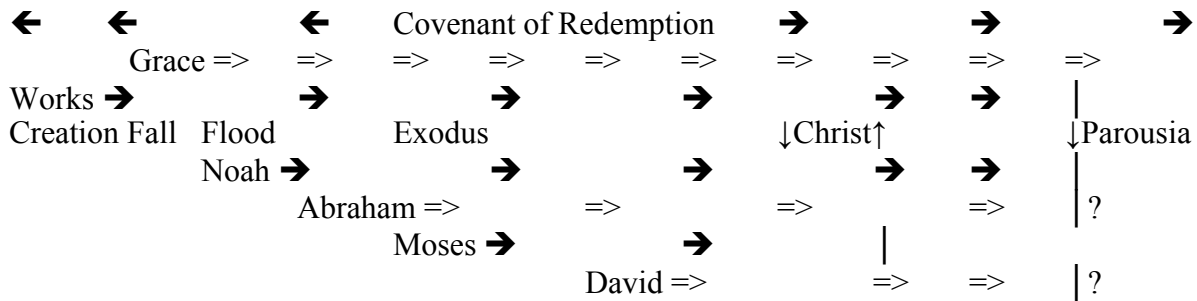 🡸 🡸 🡸 Covenant of Redemption 🡺 🡺 🡺
Grace => => => => => => => => => =>
Works 🡺 🡺 🡺 🡺 🡺 🡺 |
Creation Fall Flood Exodus ↓Christ↑ ↓Parousia
Noah 🡺 🡺 🡺 🡺 🡺 |
Abraham => => => => | ?
Moses 🡺 🡺 |
David => => => | ?